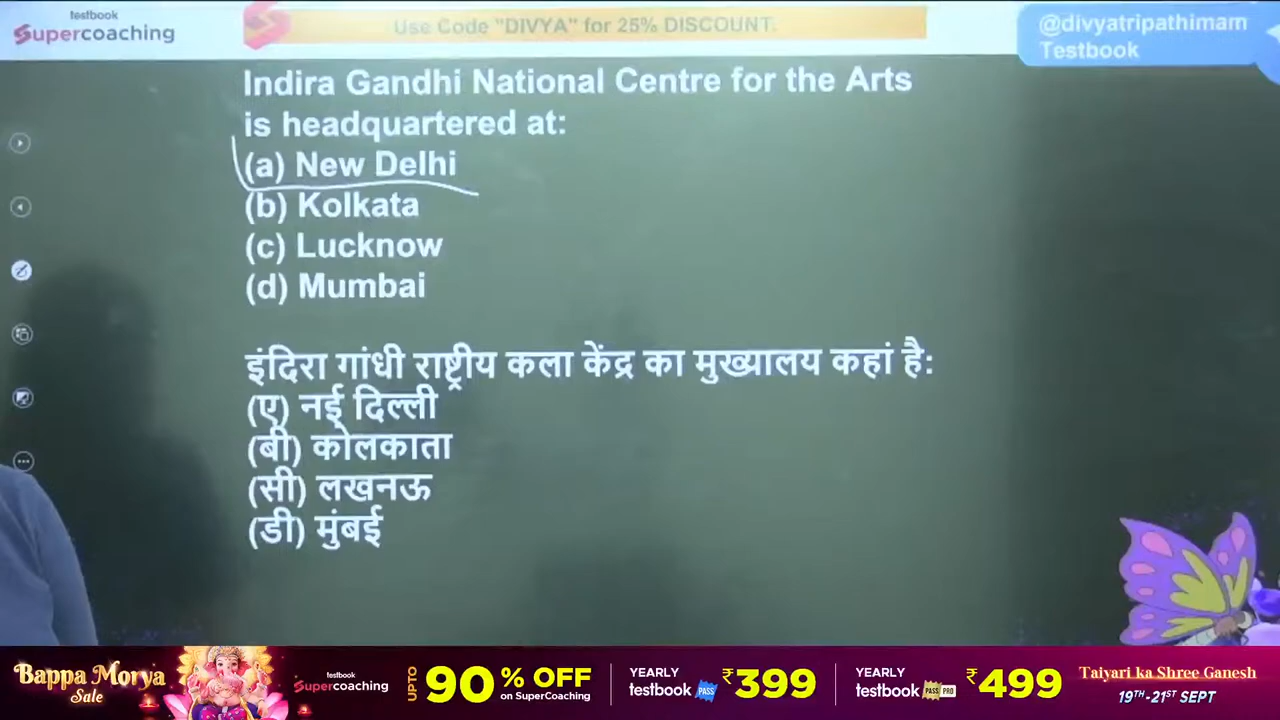 testbook
Supercoaching
Use Code "DIVYA" for 25% DISCOUNT.
@divyatripathimam
Testbook
Indira Gandhi National Centre for the Arts
is headquartered at:
(a) New Delhi
(b) Kolkata
(c) Lucknow
(d) Mumbai
इंदिरा गांधी राष्ट्रीय कला केंद्र का मुख्यालय कहां है:
(ए) नई दिल्ली
(बी) कोलकाता
(सी) लखनऊ
(डी) मुंबई
Bappa Morya
Sale
testbook
Supercoaching
UPTO 90% OFF
on SuperCoaching
YEARLY
testbook PASS
₹399
YEARLY
testbook PASS PRO
₹499
Taiyari ka Shree Ganesh
19TH-21ST SEPT